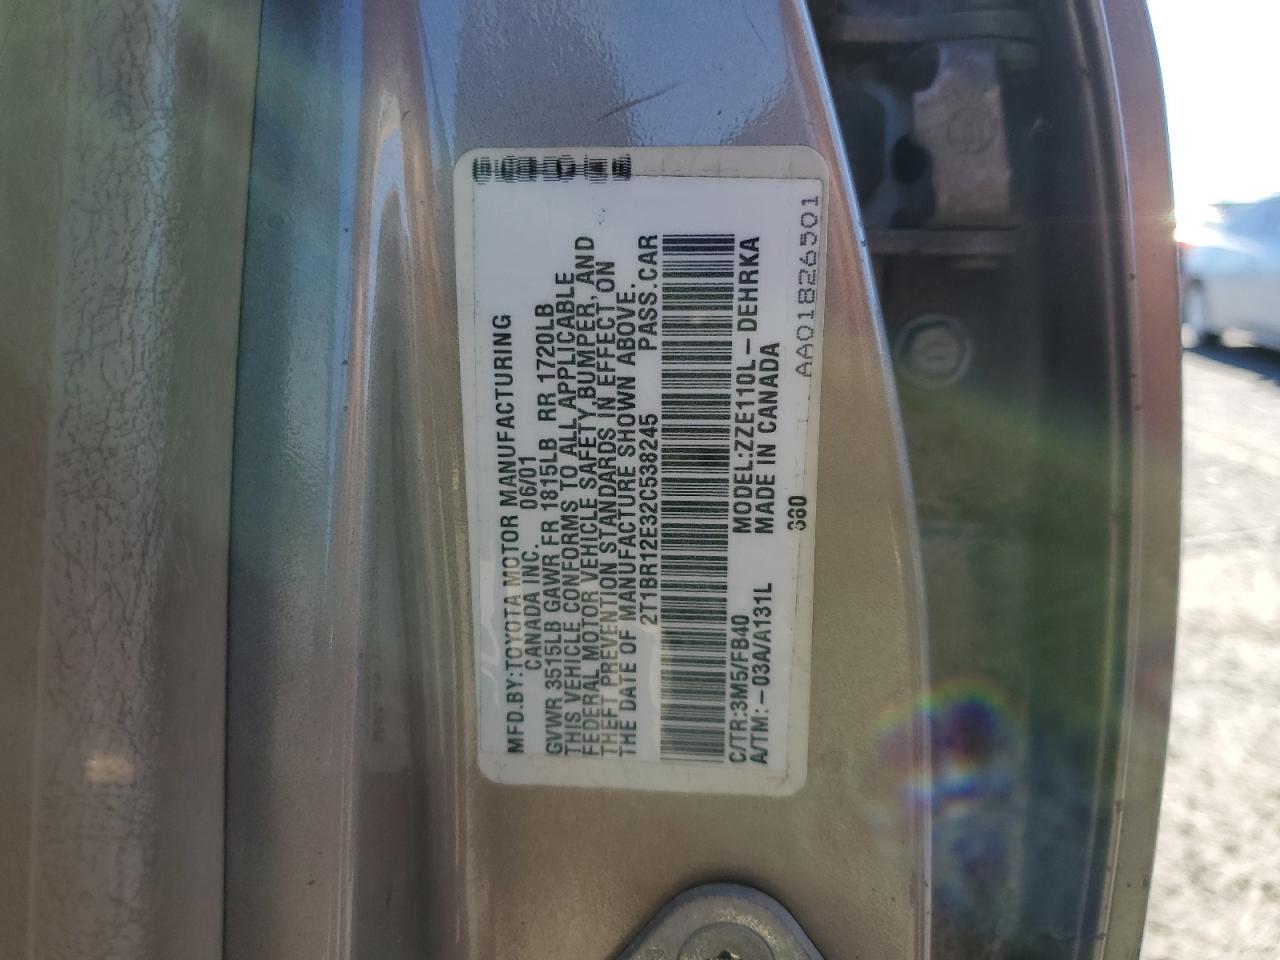 MFD.BY:TOYOTA MOTOR MANUFACTURING
CANADA INC. 06/01
GVWR 3515LB GAWR FR 1815LB RR 1720LB
THIS VEHICLE CONFORMS TO ALL APPLICABLE
FEDERAL MOTOR VEHICLE SAFETY,BUMPER, AND
THEFT PREVENTION STANDARDS IN EFFECT ON
THE DATE OF MANUFACTURE SHOWN ABOVE.
2T1BR12E32C538245 PASS.CAR
C/TR:3M5/FB40 MODEL:ZZE110L–DEHRKA
A/TM:–03A/A131L MADE IN CANADA
380
AA01826501